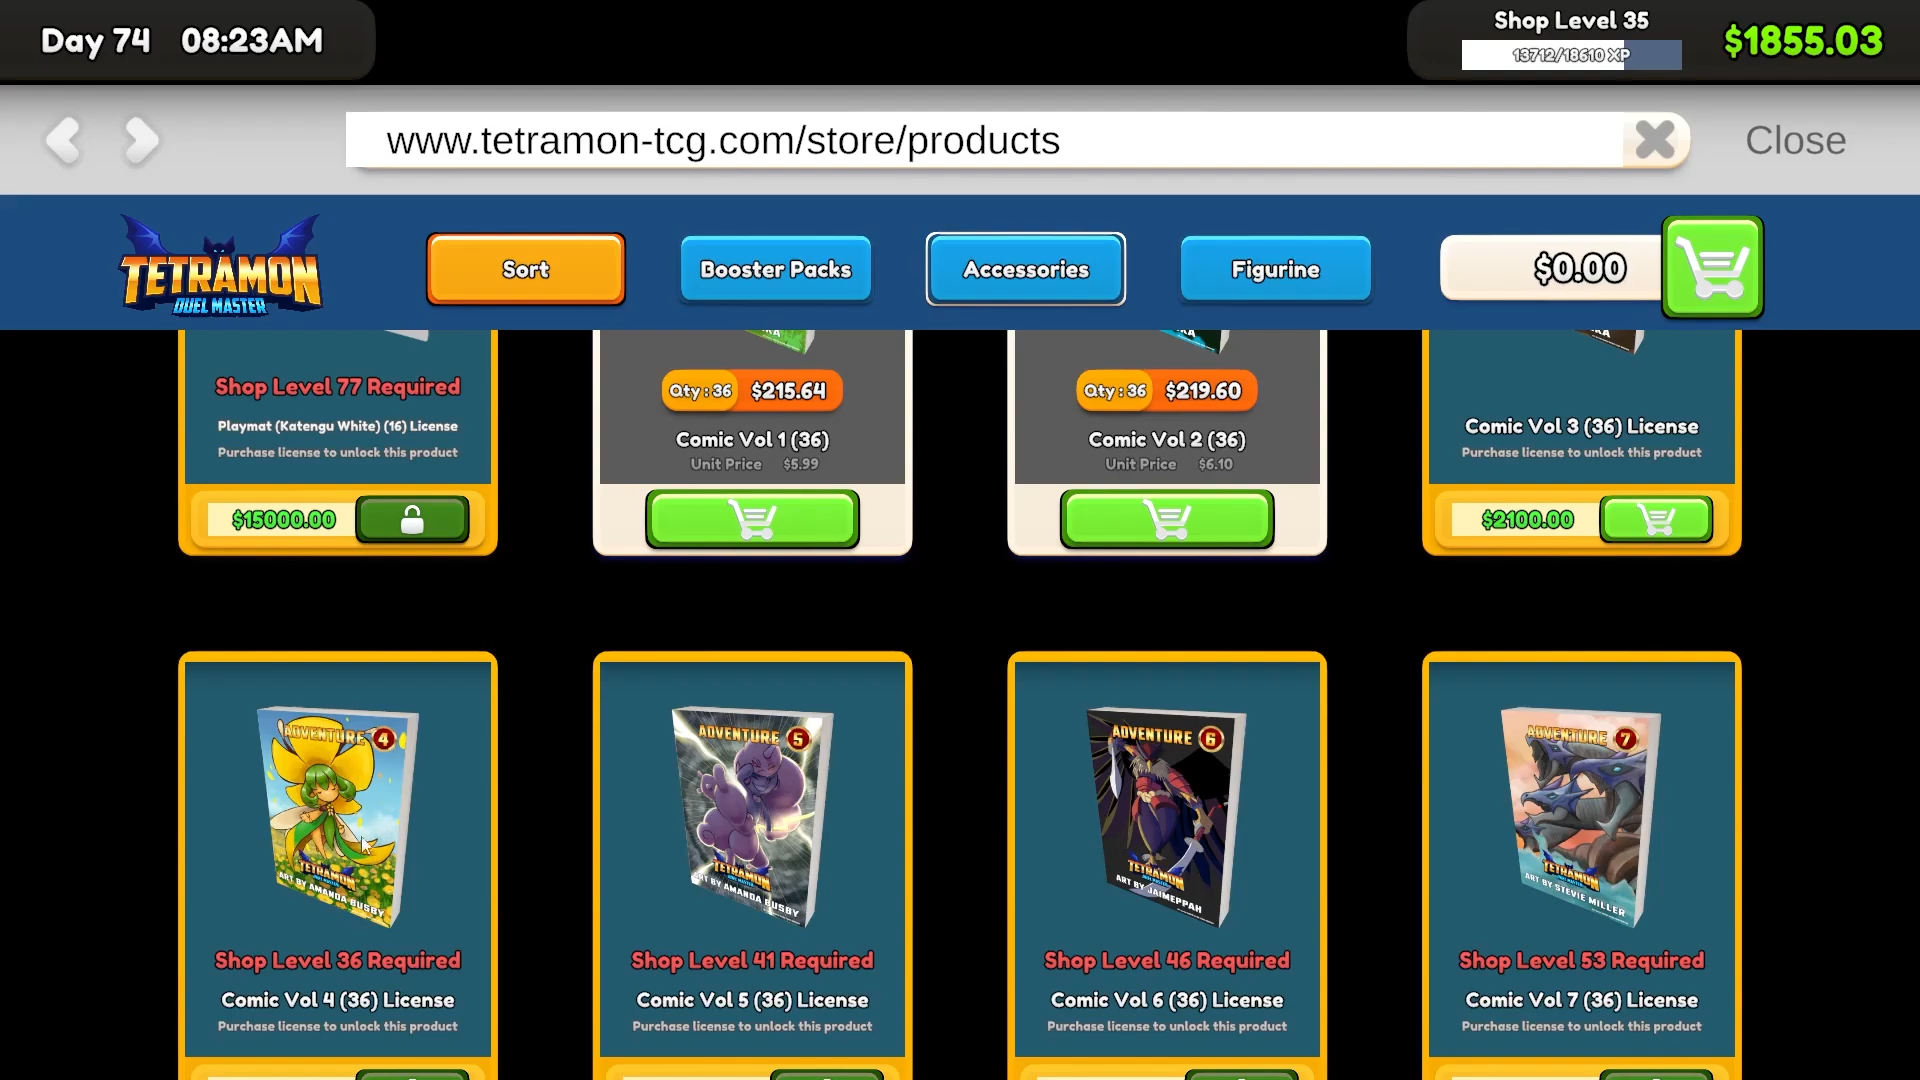 Day 74 08:23AM
Shop Level 35
13712/18610 XP
$1855.03
www.tetramon-tcg.com/store/products
Close
TETRAMON
DUEL MASTER
Sort
Booster Packs
Accessories
Figurine
$0.00
Shop Level 77 Required
Playmat (Katengu White) (16) License
Purchase license to unlock this product
$15000.00
Qty : 36 $215.64
Comic Vol 1 (36)
Unit Price $5.99
Qty : 36 $219.60
Comic Vol 2 (36)
Unit Price $6.10
Comic Vol 3 (36) License
Purchase license to unlock this product
$2100.00
ADVENTURE 4
TETRAMON
ART BY AMANDA BUSBY
Shop Level 36 Required
Comic Vol 4 (36) License
Purchase license to unlock this product
ADVENTURE 5
TETRAMON
ART BY AMANDA BUSBY
Shop Level 41 Required
Comic Vol 5 (36) License
Purchase license to unlock this product
ADVENTURE 6
TETRAMON
ART BY JAIMEPPAH
Shop Level 46 Required
Comic Vol 6 (36) License
Purchase license to unlock this product
ADVENTURE 7
TETRAMON
ART BY STEVIE MILLER
Shop Level 53 Required
Comic Vol 7 (36) License
Purchase license to unlock this product